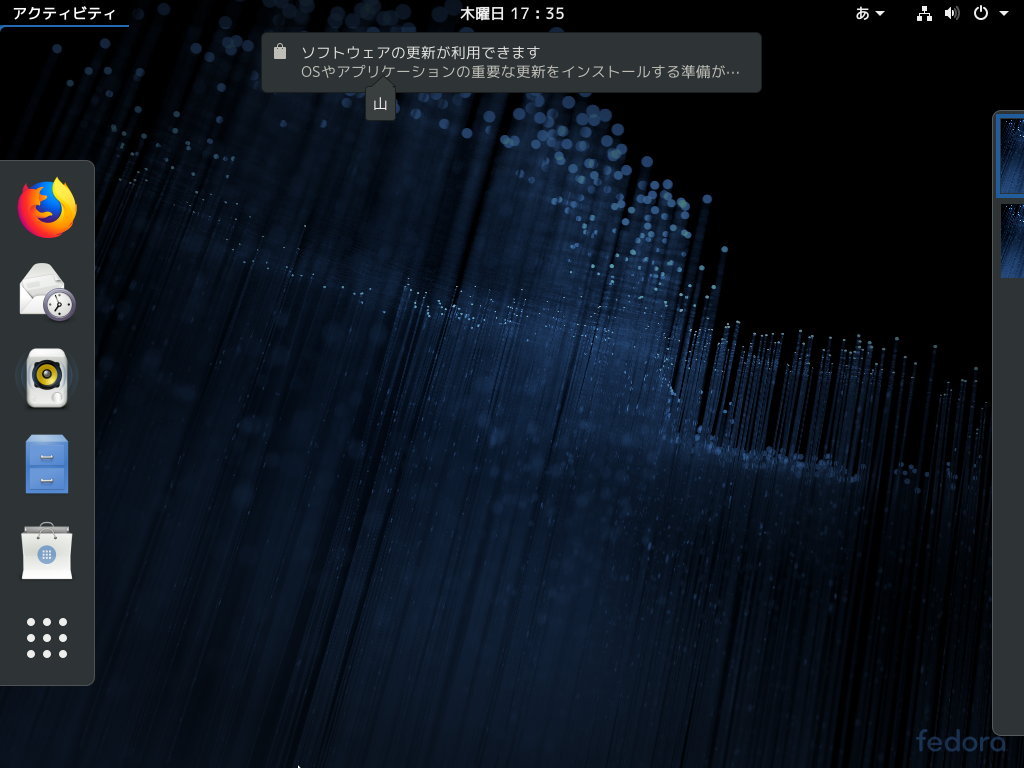 アクティビティ
木曜日 17：35
あ
ソフトウェアの更新が利用できます
OSやアプリケーションの重要な更新をインストールする準備が…
山
fedora